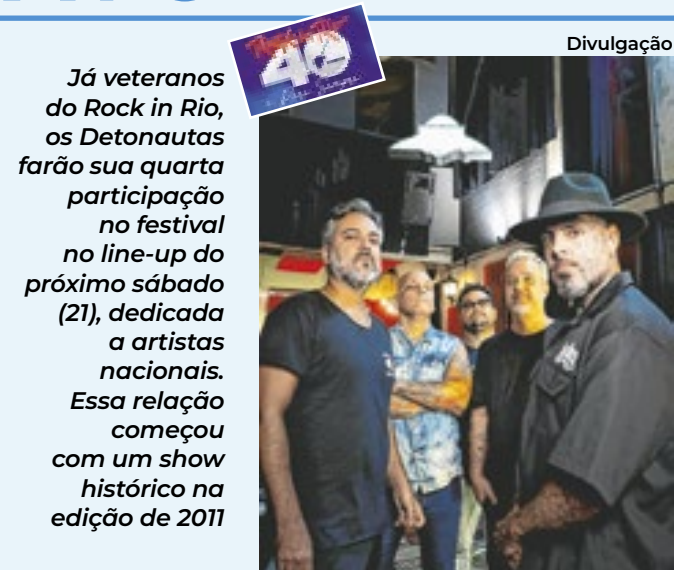 Divulgação
40
Já veteranos
do Rock in Rio,
os Detonautas
farão sua quarta
participação
no festival
no line-up do
próximo sábado
(21), dedicada
a artistas
nacionais.
Essa relação
começou
com um show
histórico na
edição de 2011